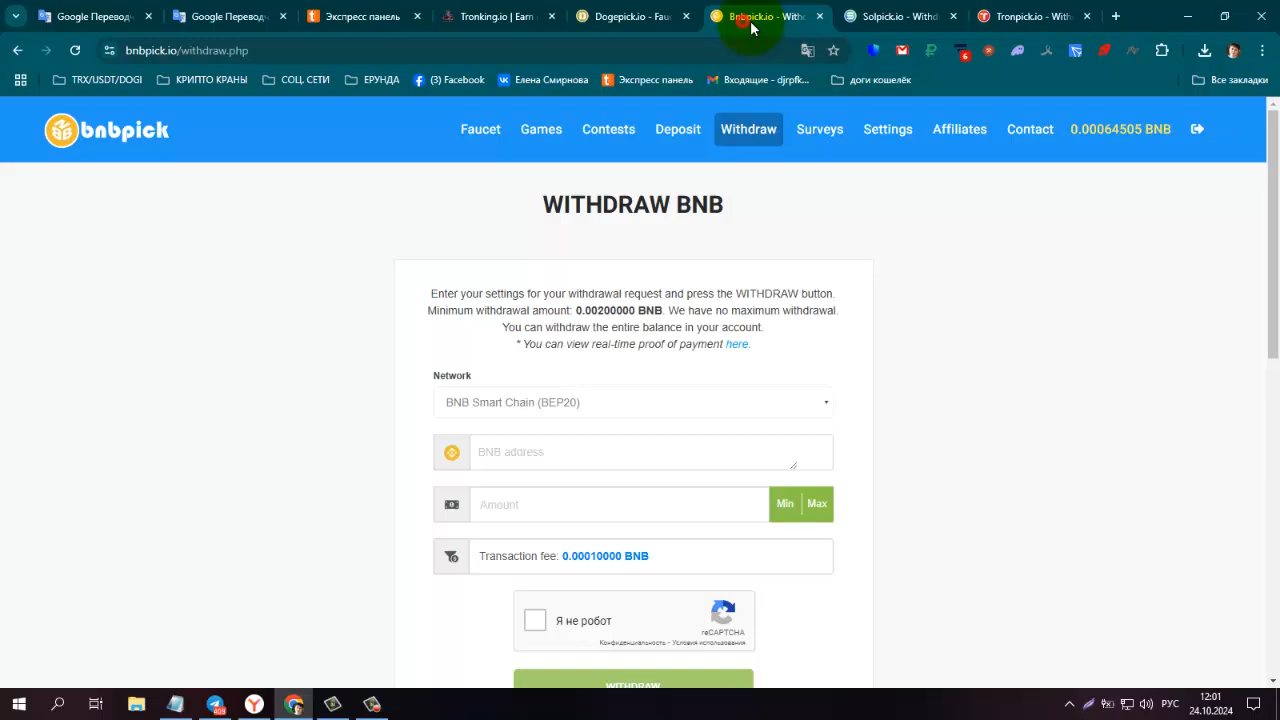 Google Перевод
Google Перевод
Экспресс панель
Tronking.io | Earn
Dogepick.io - Fau
Bnbpick.io - With
Solpick.io - Withd
Tronpick.io - With
bnbpick.io/withdraw.php
6
TRX/USDT/DOGI
КРИПТО КРАНЫ
СОЦ. СЕТИ
ЕРУНДА
(3) Facebook
Елена Смирнова
Экспресс панель
Входящие - djrpfk...
доги кошелёк
Все закладки
bnbpick
Faucet
Games
Contests
Deposit
Withdraw
Surveys
Settings
Affiliates
Contact
0.00064505 BNB
WITHDRAW BNB
Enter your settings for your withdrawal request and press the WITHDRAW button.
Minimum withdrawal amount: 0.00200000 BNB. We have no maximum withdrawal.
You can withdraw the entire balance in your account.
* You can view real-time proof of payment here.
Network
BNB Smart Chain (BEP20)
BNB address
Amount
Min
Max
Transaction fee: 0.00010000 BNB
Я не робот
reCAPTCHA
Конфиденциальность - Условия использования
WITHDRAW
409
РУС
12:01
24.10.2024